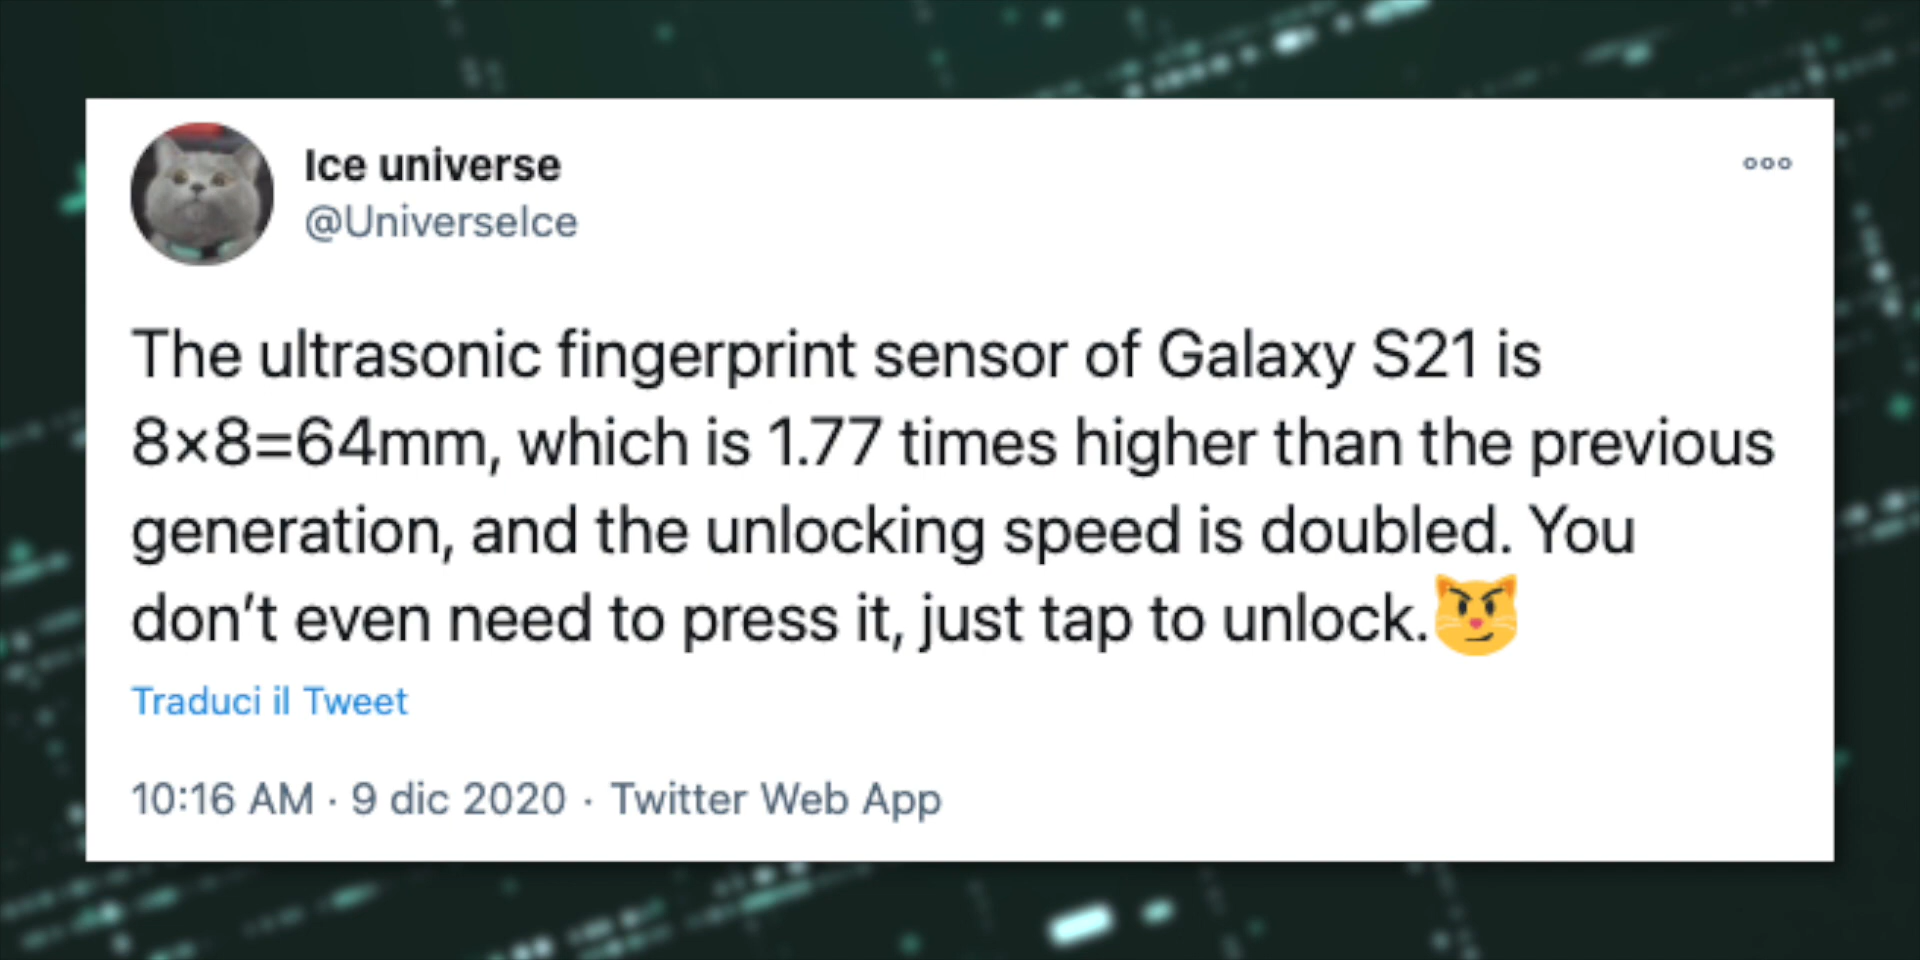 Ice universe
@UniverseIce
The ultrasonic fingerprint sensor of Galaxy S21 is
8×8=64mm, which is 1.77 times higher than the previous
generation, and the unlocking speed is doubled. You
don’t even need to press it, just tap to unlock.😼
Traduci il Tweet
10:16 AM · 9 dic 2020 · Twitter Web App